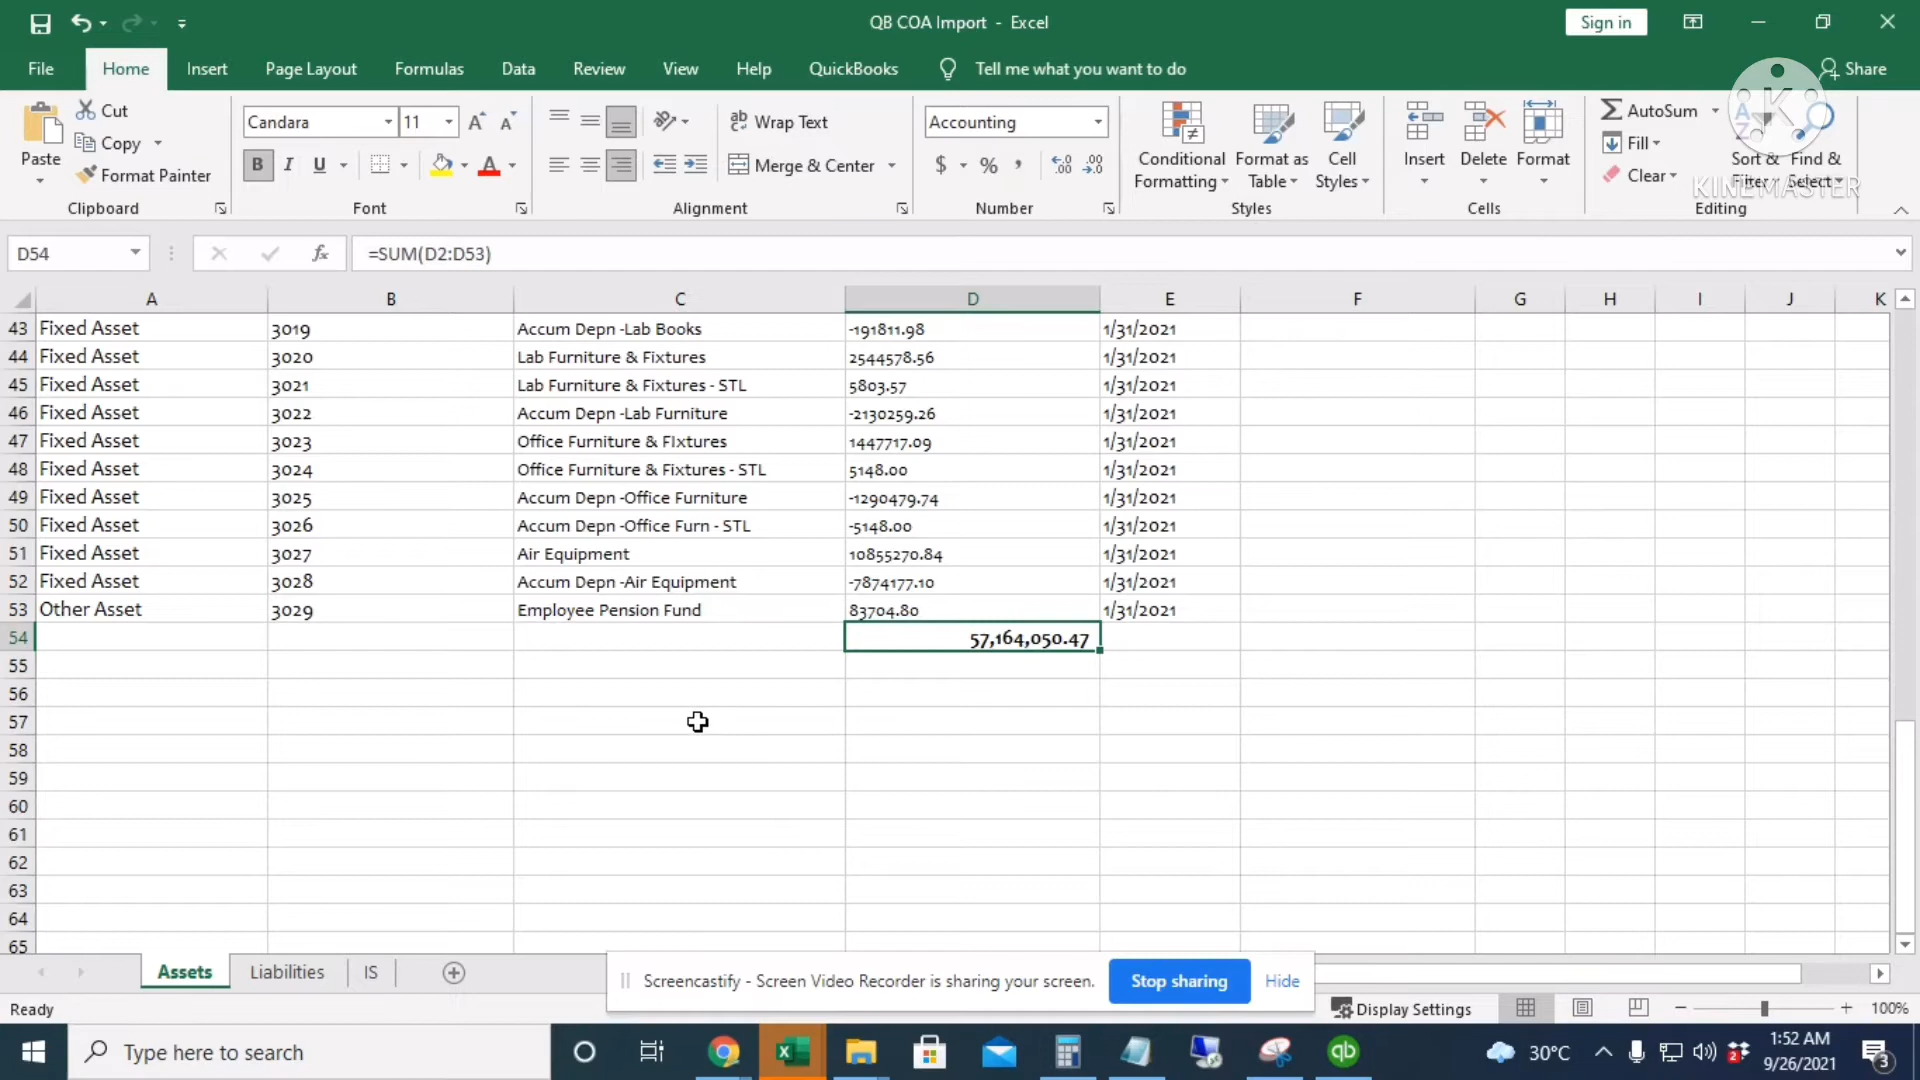 QB COA Import - Excel
Sign in
File Home Insert Page Layout Formulas Data Review View Help QuickBooks Tell me what you want to do Share
Paste
Cut
Copy
Format Painter
Clipboard
Candara 11
B I U
Font
Wrap Text
Merge & Center
Alignment
Accounting
$ % ,
Number
Conditional Formatting
Format as Table
Cell Styles
Styles
Insert Delete Format
Cells
AutoSum
Fill
Clear
Sort & Filter
Find & Select
Editing
KINEMASTER
D54 fx =SUM(D2:D53)
A B C D E F G H I J K
43 Fixed Asset 3019 Accum Depn -Lab Books -191811.98 1/31/2021
44 Fixed Asset 3020 Lab Furniture & Fixtures 2544578.56 1/31/2021
45 Fixed Asset 3021 Lab Furniture & Fixtures - STL 5803.57 1/31/2021
46 Fixed Asset 3022 Accum Depn -Lab Furniture -2130259.26 1/31/2021
47 Fixed Asset 3023 Office Furniture & FIxtures 1447717.09 1/31/2021
48 Fixed Asset 3024 Office Furniture & Fixtures - STL 5148.00 1/31/2021
49 Fixed Asset 3025 Accum Depn -Office Furniture -1290479.74 1/31/2021
50 Fixed Asset 3026 Accum Depn -Office Furn - STL -5148.00 1/31/2021
51 Fixed Asset 3027 Air Equipment 10855270.84 1/31/2021
52 Fixed Asset 3028 Accum Depn -Air Equipment -7874177.10 1/31/2021
53 Other Asset 3029 Employee Pension Fund 83704.80 1/31/2021
54 57,164,050.47
55
56
57
58
59
60
61
62
63
64
65
Assets Liabilities IS
Screencastify - Screen Video Recorder is sharing your screen. Stop sharing Hide
Ready
Display Settings
100%
Type here to search
qb
30°C
2
1:52 AM
9/26/2021
3